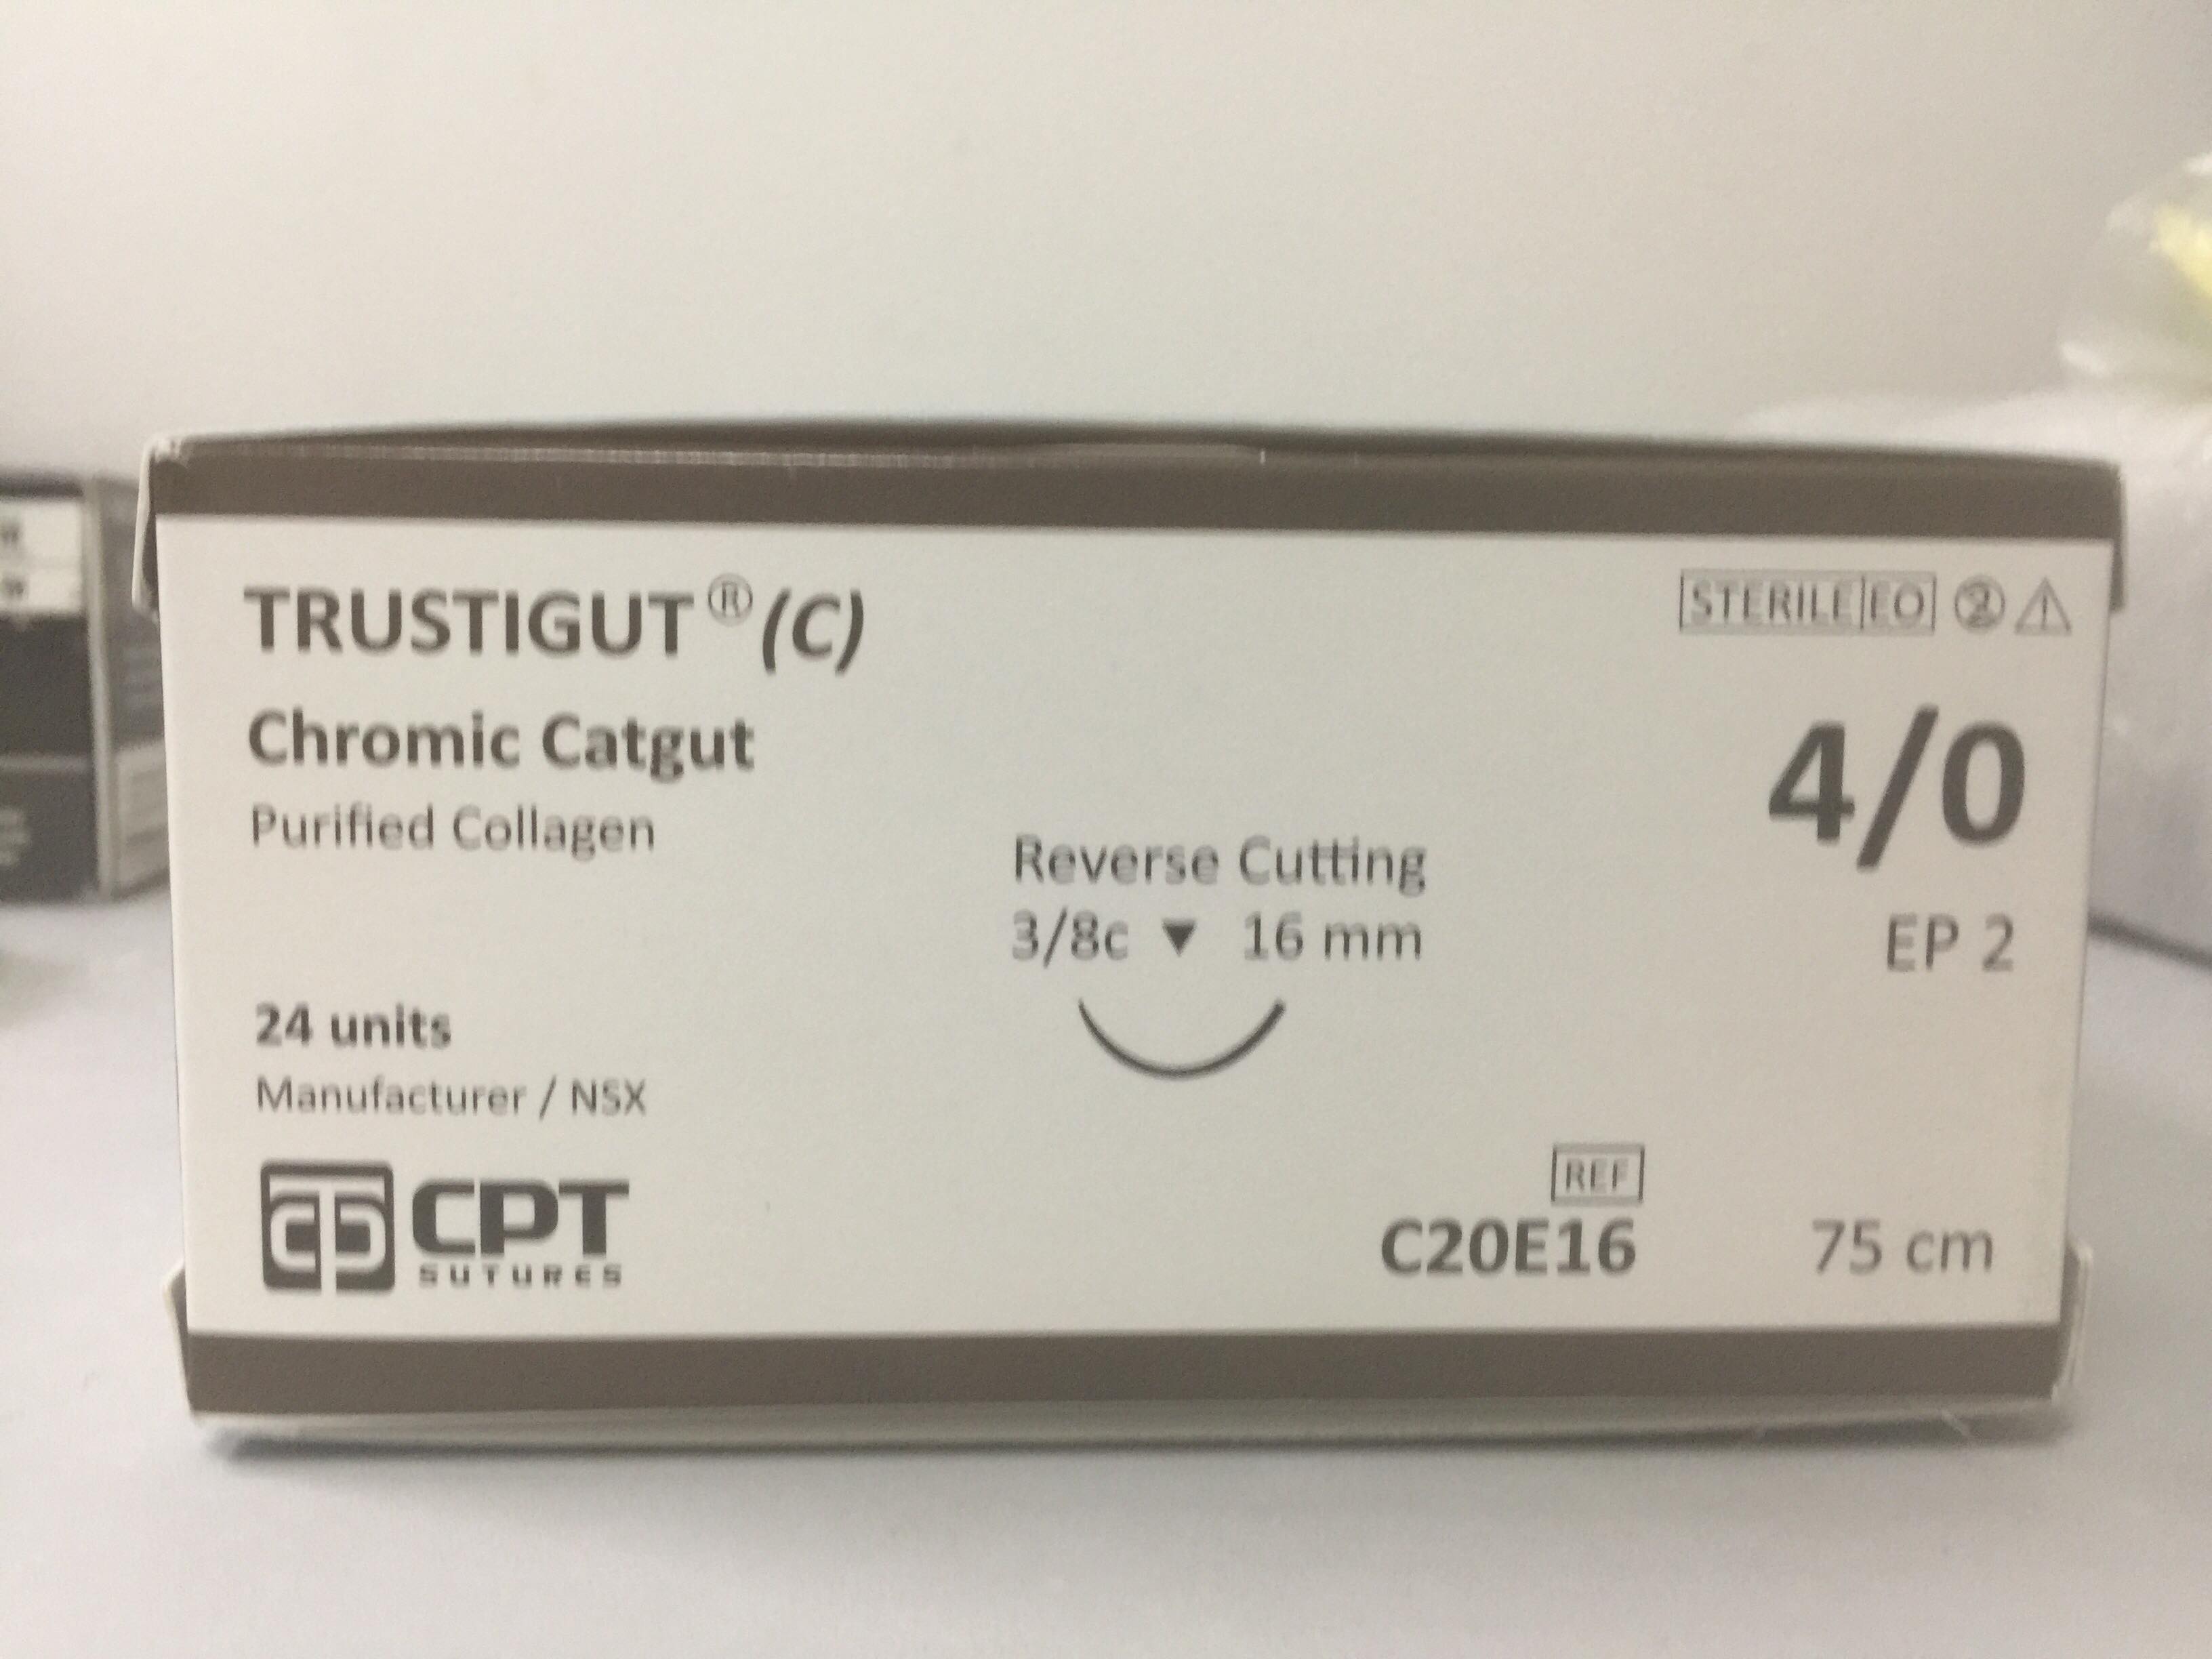 TRUSTIGUT® (C)
STERILE EO 2
Chromic Catgut
Purified Collagen
4/0
EP 2
Reverse Cutting
3/8c ▼ 16 mm
24 units
Manufacturer / NSX
CPT
SUTURES
REF
C20E16
75 cm